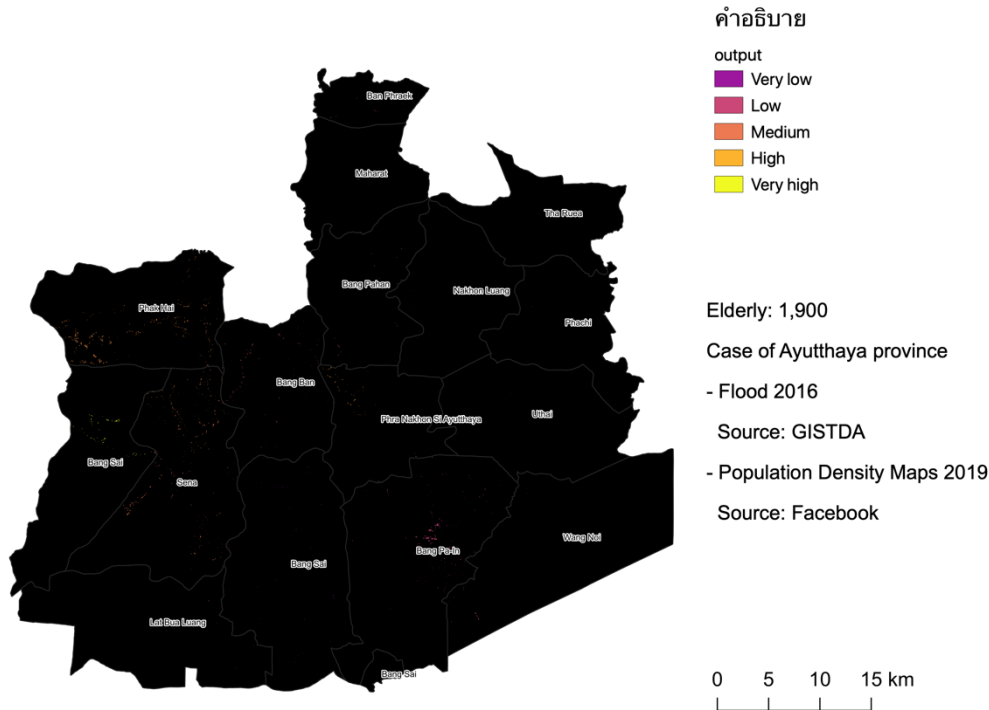 คำอธิบาย
output
Very low
Low
Medium
High
Very high
Ban Phraek
Maharat
Tha Ruea
Bang Pahan
Nakhon Luang
Phak Hai
Phachi
Bang Ban
Phra Nakhon Si Ayutthaya
Uthai
Bang Sai
Sena
Bang Sai
Bang Pa-In
Wang Noi
Lat Bua Luang
Bang Sai
Elderly: 1,900
Case of Ayutthaya province
- Flood 2016
Source: GISTDA
- Population Density Maps 2019
Source: Facebook
0 5 10 15 km